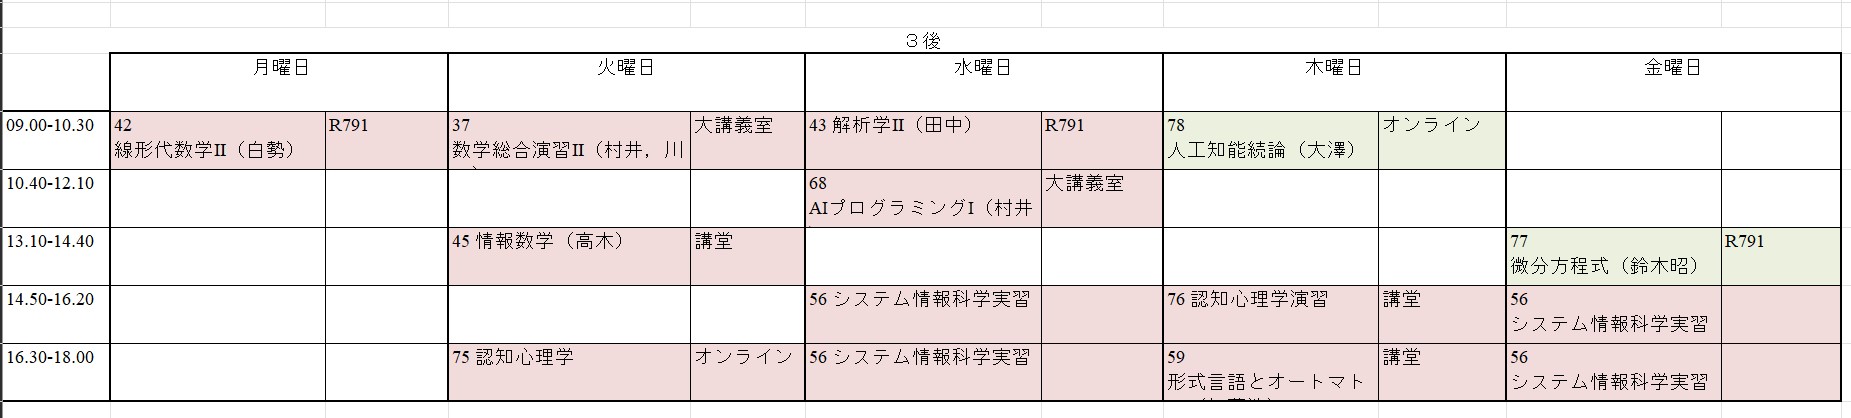 3後
月曜日 火曜日 水曜日 木曜日 金曜日
09.00-10.30
42
線形代数学II（白勢）
R791
37
数学総合演習II（村井，川
大講義室
43 解析学II（田中）
R791
78
人工知能続論（大澤）
オンライン
10.40-12.10
68
AIプログラミングI（村井
大講義室
13.10-14.40
45 情報数学（高木）
講堂
77
微分方程式（鈴木昭）
R791
14.50-16.20
56 システム情報科学実習
76 認知心理学演習
講堂
56
システム情報科学実習
16.30-18.00
75 認知心理学
オンライン
56 システム情報科学実習
59
形式言語とオートマト
講堂
56
システム情報科学実習